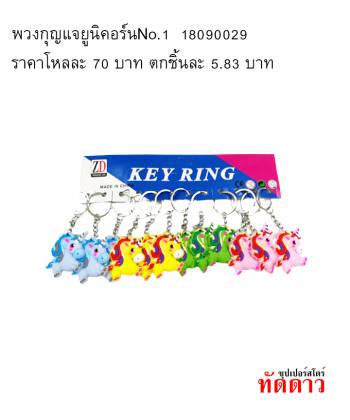 พวงกุญแจยูนิคอร์นNo.1 18090029
ราคาโหลละ 70 บาท ตกชิ้นละ 5.83 บาท
ZD
KEY RING
MADE IN CHINA
ซุปเปอร์สโตร์
ทัดดาว